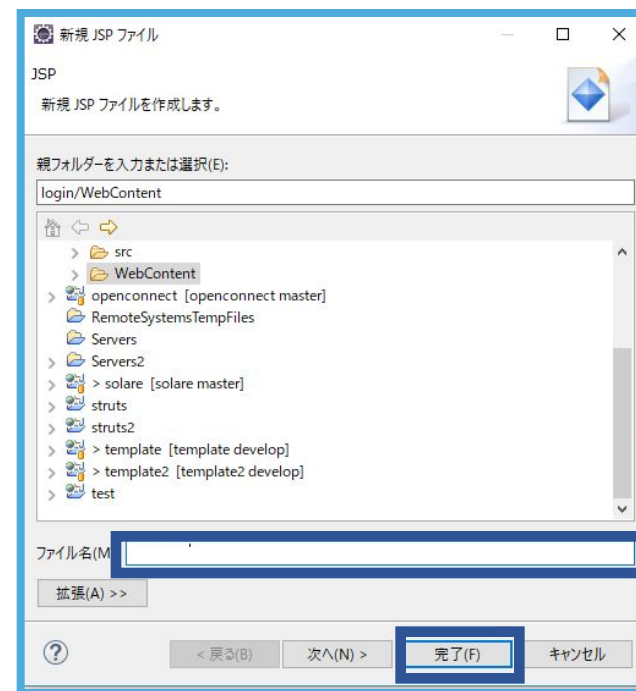 新規 JSP ファイル
JSP
新規 JSP ファイルを作成します。
親フォルダーを入力または選択(E):
login/WebContent
src
WebContent
openconnect [openconnect master]
RemoteSystemsTempFiles
Servers
Servers2
> solare [solare master]
struts
struts2
> template [template develop]
> template2 [template2 develop]
test
ファイル名(M
拡張(A) >>
< 戻る(B) 次へ(N) > 完了(F) キャンセル